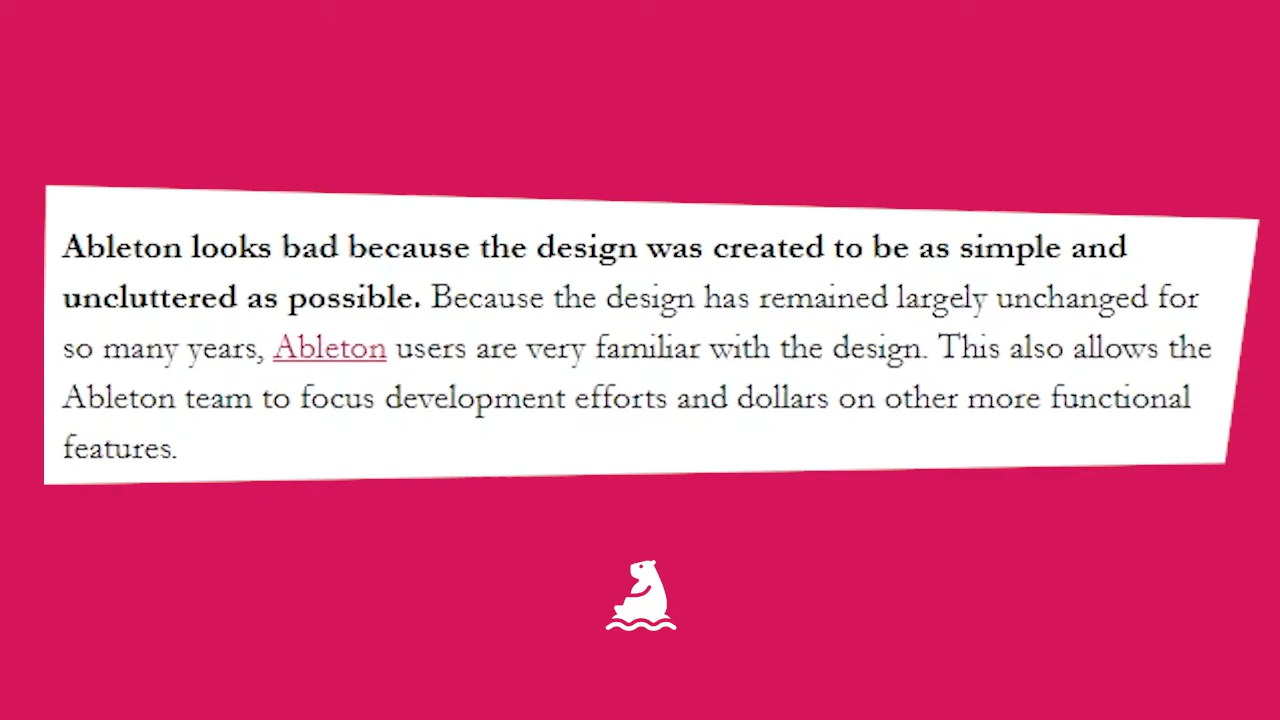 Ableton looks bad because the design was created to be as simple and
uncluttered as possible. Because the design has remained largely unchanged for
so many years, Ableton users are very familiar with the design. This also allows the
Ableton team to focus development efforts and dollars on other more functional
features.